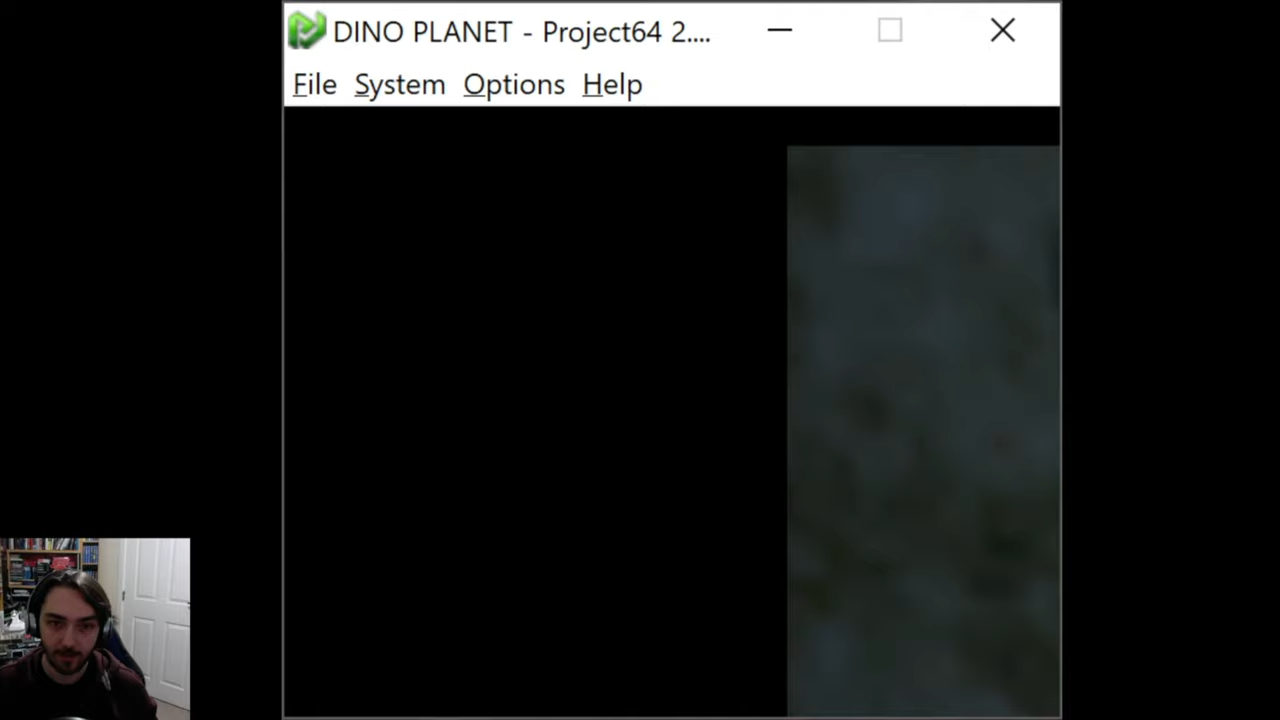 DINO PLANET - Project64 2....
File System Options Help